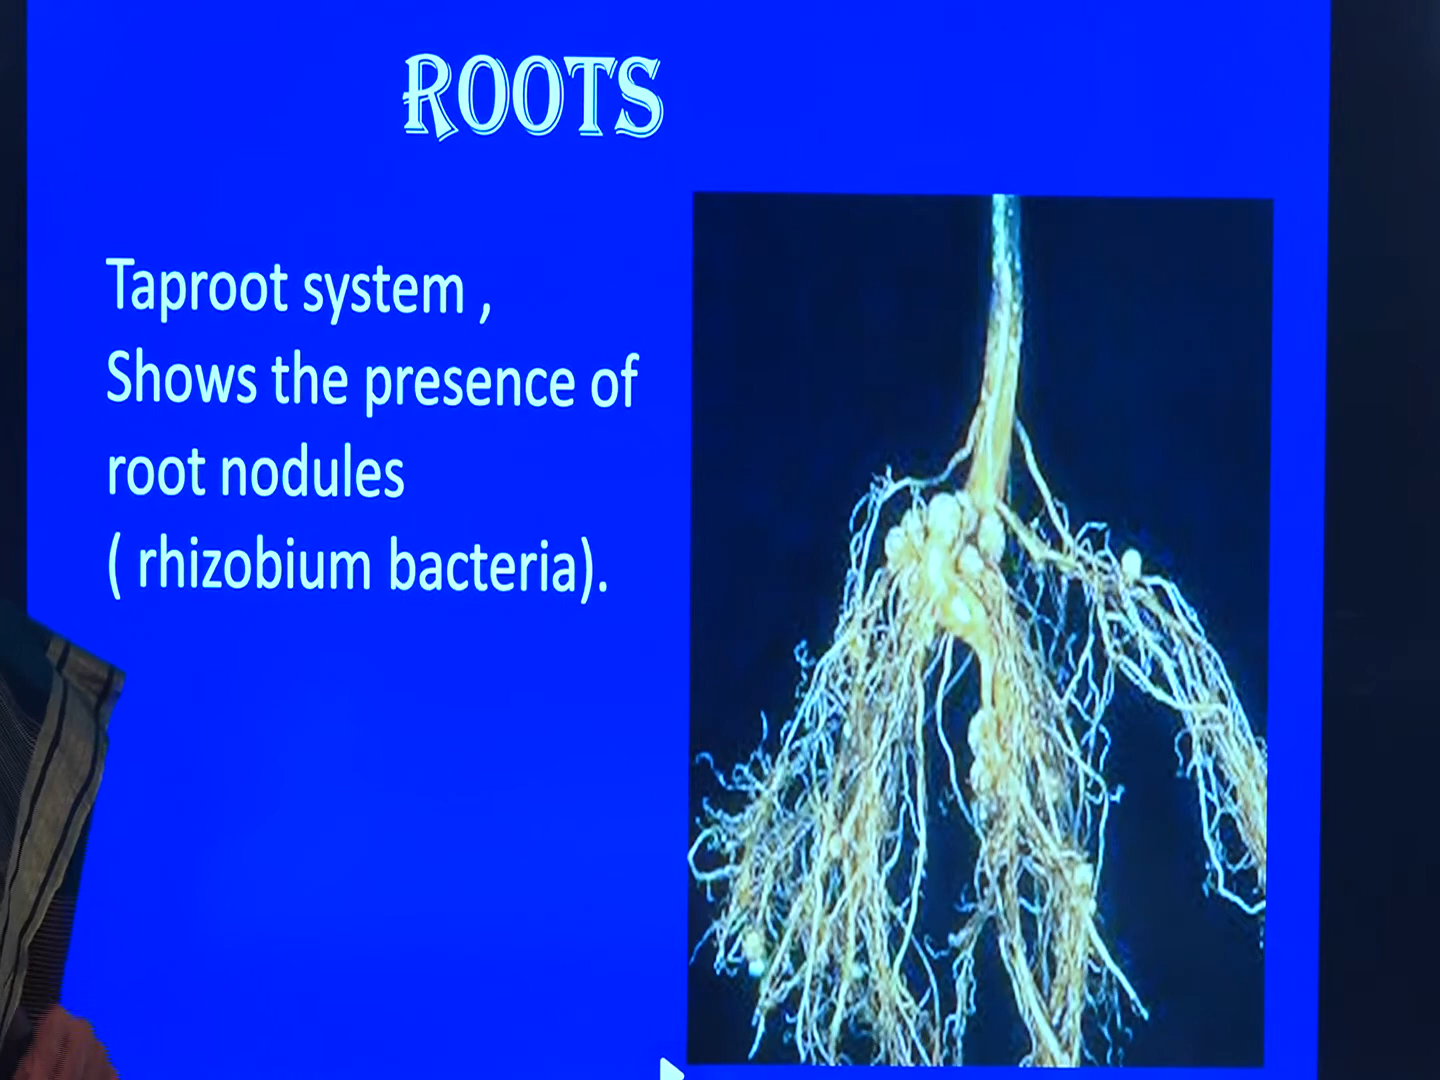 ROOTS
Taproot system ,
Shows the presence of
root nodules
( rhizobium bacteria).